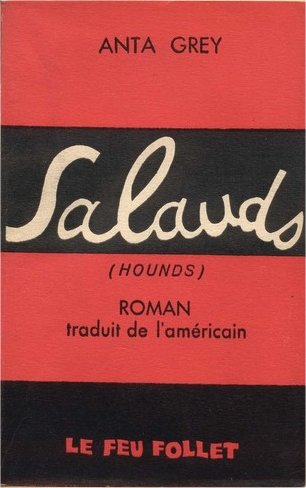 ANTA GREY
Salauds
(HOUNDS)
ROMAN
traduit de l'américain
LE FEU FOLLET